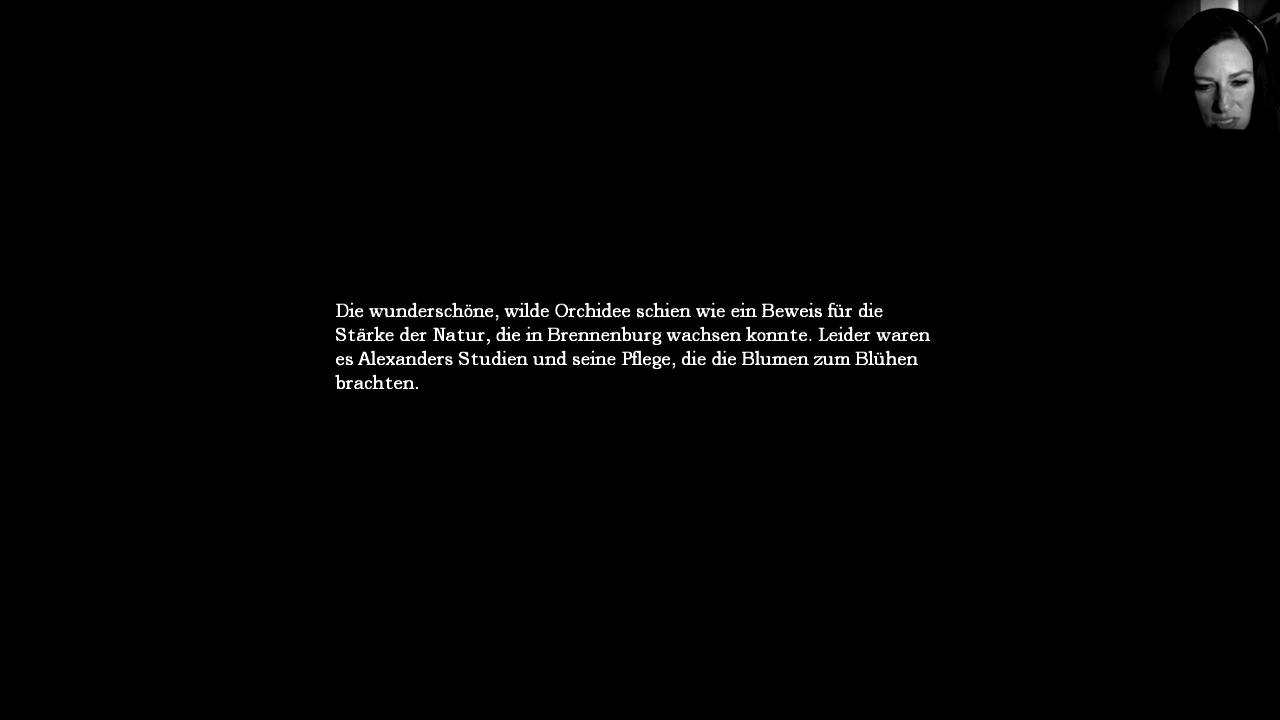 Die wunderschöne, wilde Orchidee schien wie ein Beweis für die
Stärke der Natur, die in Brennenburg wachsen konnte. Leider waren
es Alexanders Studien und seine Pflege, die die Blumen zum Blühen
brachten.